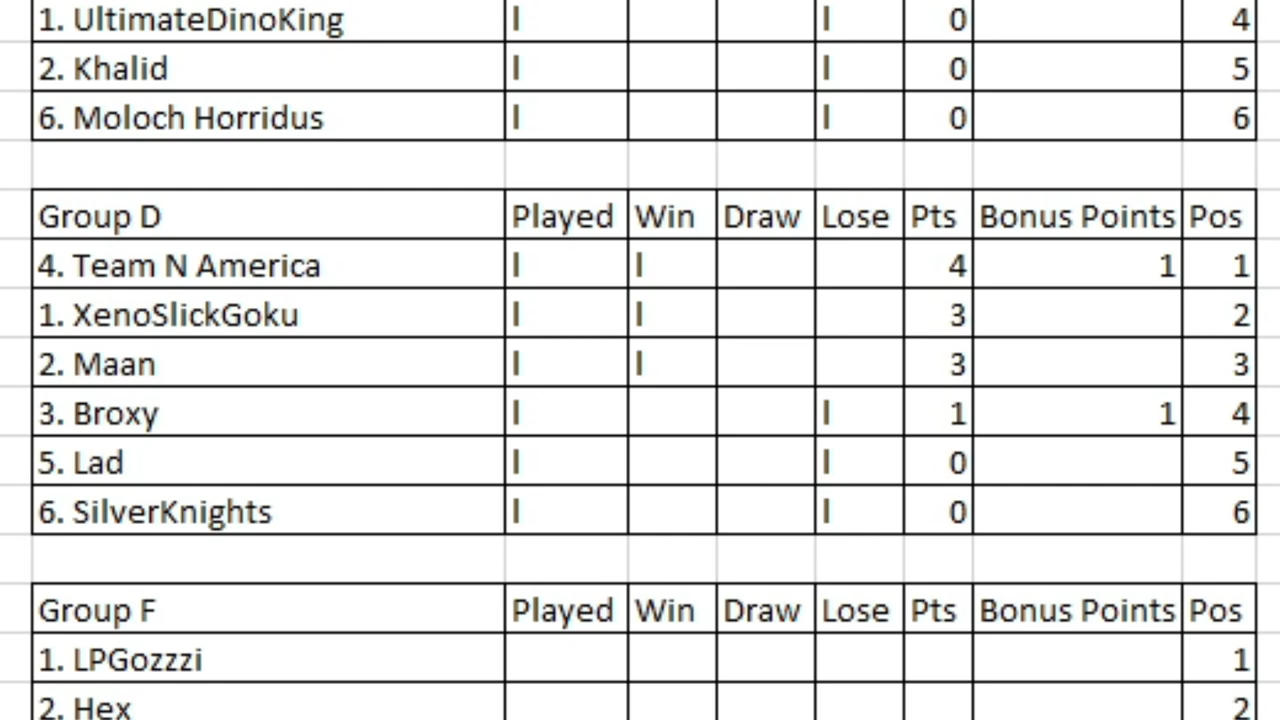 1. UltimateDinoKing I I 0 4
2. Khalid I I 0 5
6. Moloch Horridus I I 0 6
Group D Played Win Draw Lose Pts Bonus Points Pos
4. Team N America I I 4 1 1
1. XenoSlickGoku I I 3 2
2. Maan I I 3 3
3. Broxy I I 1 1 4
5. Lad I I 0 5
6. SilverKnights I I 0 6
Group F Played Win Draw Lose Pts Bonus Points Pos
1. LPGozzzi 1
2. Hex 2